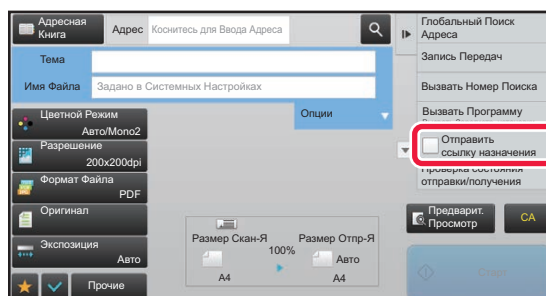 Адресная
Книга
Адрес
Коснитесь для Ввода Адреса
Тема
Имя Файла
Задано в Системных Настройках
Опции
Цветной Режим
Авто/Mono2
Разрешение
200x200dpi
Формат Файла
PDF
Оригинал
Экспозиция
Авто
Прочие
Размер Скан-Я
A4
100%
Размер Отпр-Я
Авто
A4
Глобальный Поиск
Адреса
Запись Передач
Вызвать Номер Поиска
Вызвать Программу
Отправить
ссылку назначения
Проверка состояния
отправки/получения
Предварит.
Просмотр
CA
Старт